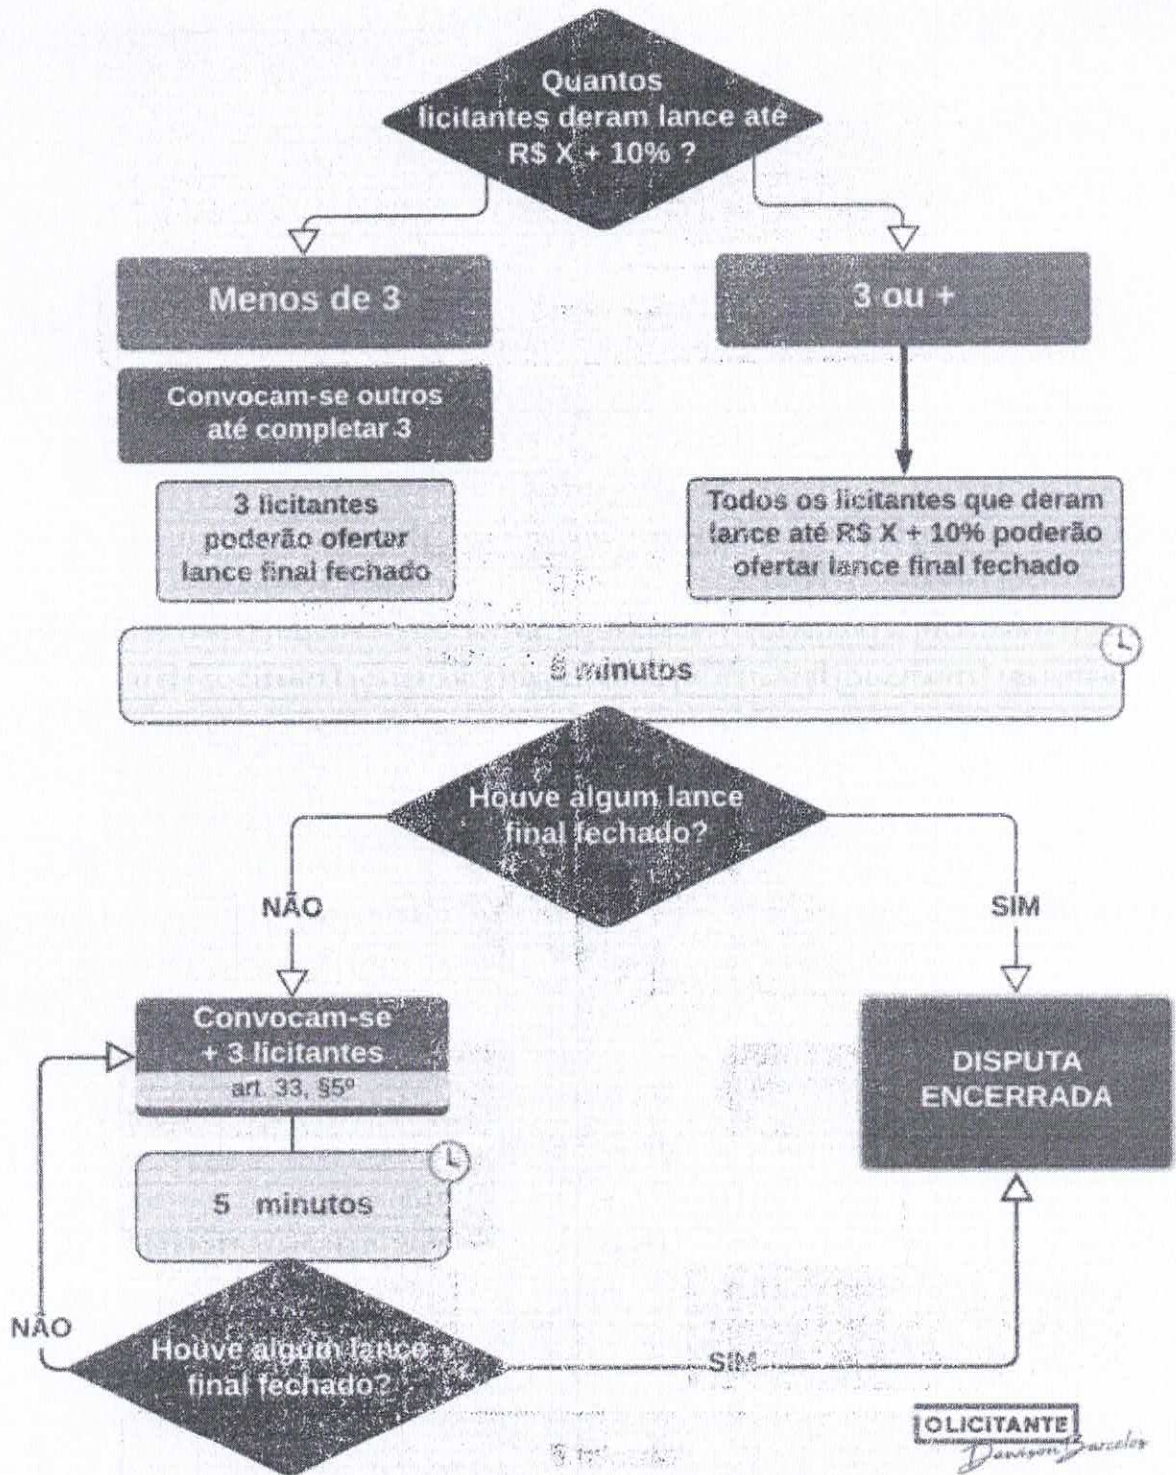 Quantos
licitantes deram lance até
R$ X + 10% ?
Menos de 3
3 ou +
Convocam-se outros
até completar 3
3 licitantes
poderão ofertar
lance final fechado
Todos os licitantes que deram
lance até R$ X + 10% poderão
ofertar lance final fechado
5 minutos
Houve algum lance
final fechado?
NÃO
SIM
Convocam-se
+ 3 licitantes
art. 33, §5º
DISPUTA
ENCERRADA
5 minutos
NÃO
Houve algum lance
final fechado?
SIM
OLICITANTE
Dawison Barcelos